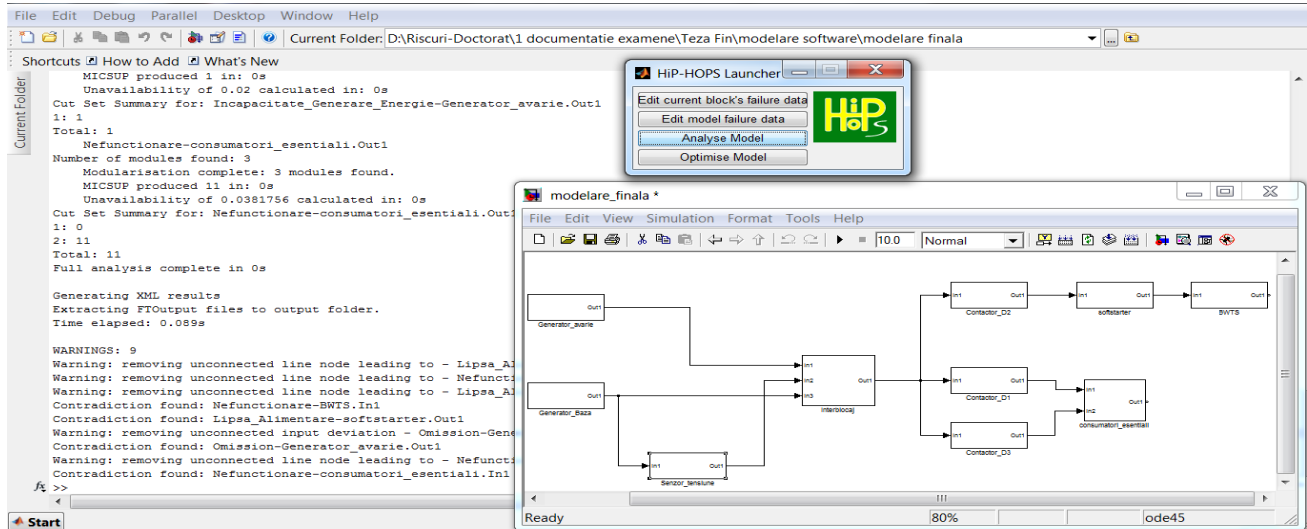 File Edit Debug Parallel Desktop Window Help
Current Folder: D:\Riscuri-Doctorat\1 documentatie examene\Teza Fin\modelare software\modelare finala
Shortcuts How to Add What's New
Current Folder
MICSUP produced 1 in: 0s
Unavailability of 0.02 calculated in: 0s
Cut Set Summary for: Incapacitate_Generare_Energie-Generator_avarie.Out1
1: 1
Total: 1
Nefunctionare-consumatori_esentiali.Out1
Number of modules found: 3
Modularisation complete: 3 modules found.
MICSUP produced 11 in: 0s
Unavailability of 0.0381756 calculated in: 0s
Cut Set Summary for: Nefunctionare-consumatori_esentiali.Out1
1: 0
2: 11
Total: 11
Full analysis complete in 0s
Generating XML results
Extracting FTOutput files to output folder.
Time elapsed: 0.089s
WARNINGS: 9
Warning: removing unconnected line node leading to - Lipsa_Al
Warning: removing unconnected line node leading to - Nefunct
Warning: removing unconnected line node leading to - Lipsa_Al
Contradiction found: Nefunctionare-BWTS.In1
Contradiction found: Lipsa_Alimentare-softstarter.Out1
Warning: removing unconnected input deviation - Omission-Gene
Contradiction found: Omission-Generator_avarie.Out1
Warning: removing unconnected line node leading to - Nefuncti
Contradiction found: Nefunctionare-consumatori_esentiali.In1
fx >>
Start
HiP-HOPS Launcher
Edit current block's failure data
Edit model failure data
Analyse Model
Optimise Model
HiP
HoPS
modelare_finala *
File Edit View Simulation Format Tools Help
10.0 Normal
Out1
Generator_avarie
Out1
Generator_Baza
In1 Out1
Senzor_tensiune
In1
In2 Out1
In3
Interblocaj
In1 Out1
Contactor_D2
In1 Out1
softstarter
In1 Out1
BWTS
In1 Out1
Contactor_D1
In1 Out1
Contactor_D3
In1
In2 Out1
consumatori_esentiali
Ready 80% ode45